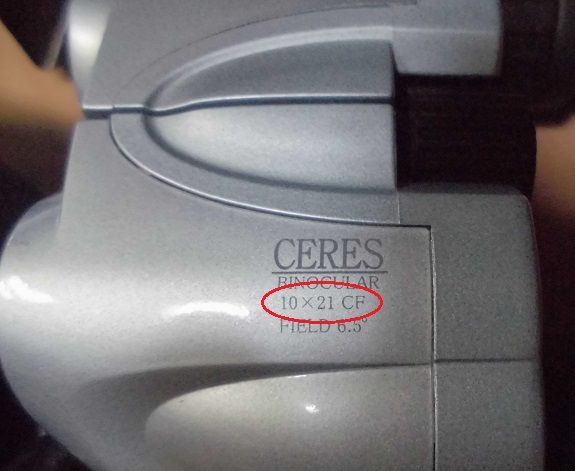 CERES
BINOCULAR
10×21 CF
FIELD 6.5°